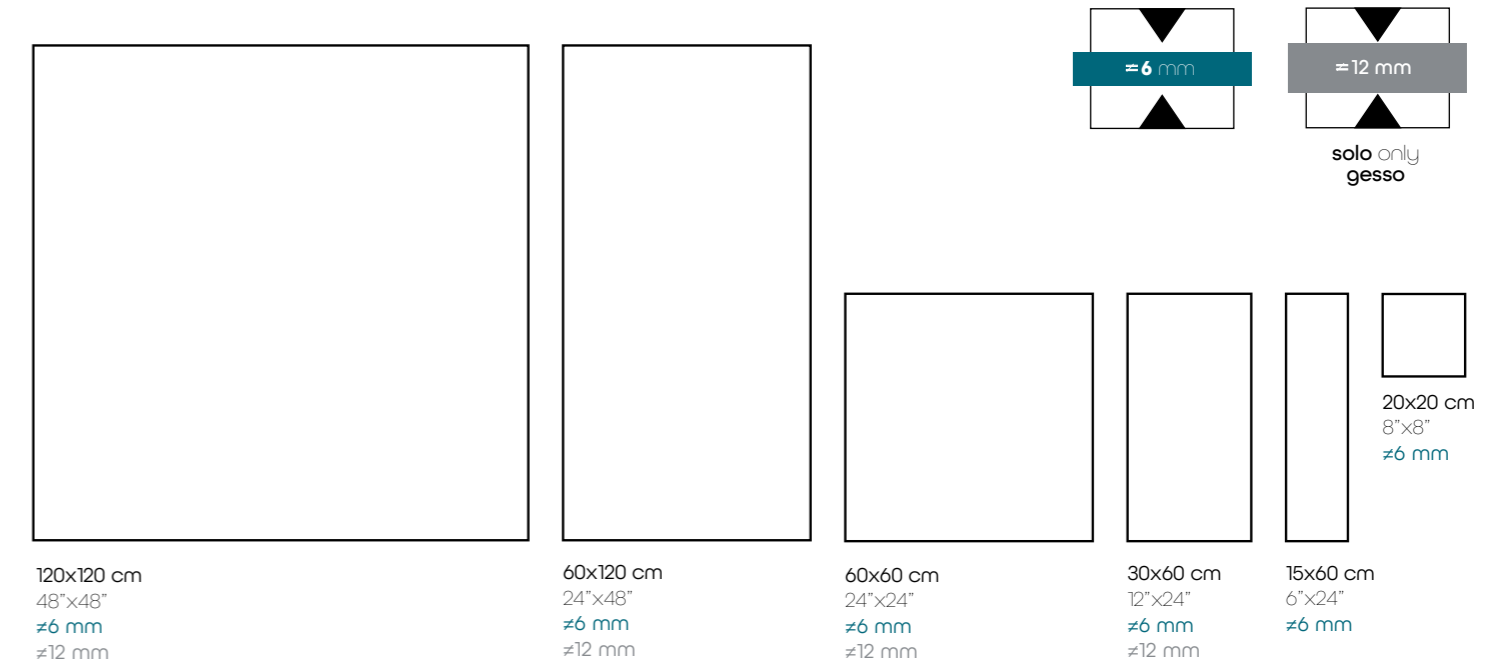 ≠6 mm
≠12 mm
solo only
gesso
120x120 cm
48”x48”
≠6 mm
≠12 mm
60x120 cm
24”x48”
≠6 mm
≠12 mm
60x60 cm
24”x24”
≠6 mm
≠12 mm
30x60 cm
12”x24”
≠6 mm
≠12 mm
15x60 cm
6”x24”
≠6 mm
20x20 cm
8”x8”
≠6 mm